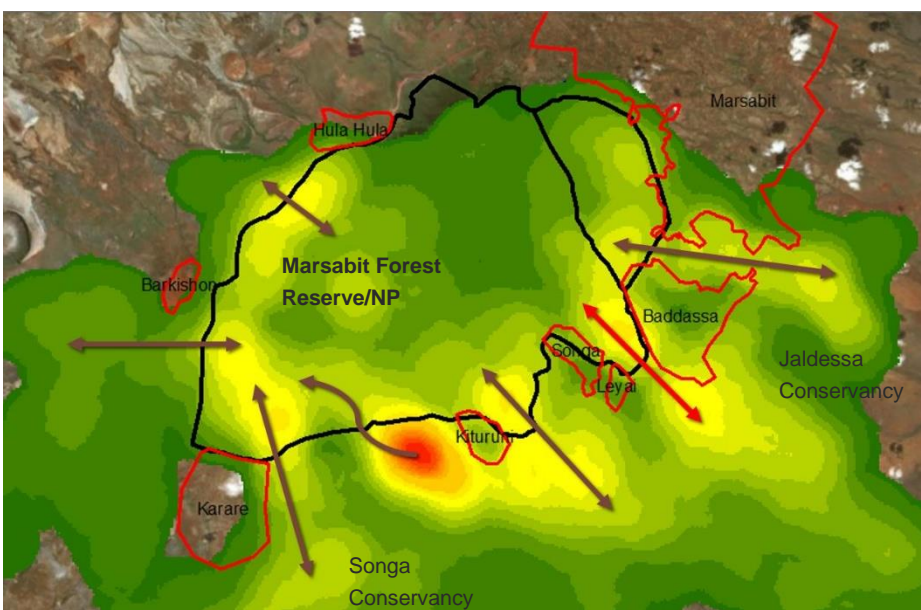 Marsabit
Hula Hula
Marsabit Forest
Reserve/NP
Barkishon
Baddassa
Songa
Leyai
Jaldessa
Conservancy
Kituruni
Karare
Songa
Conservancy